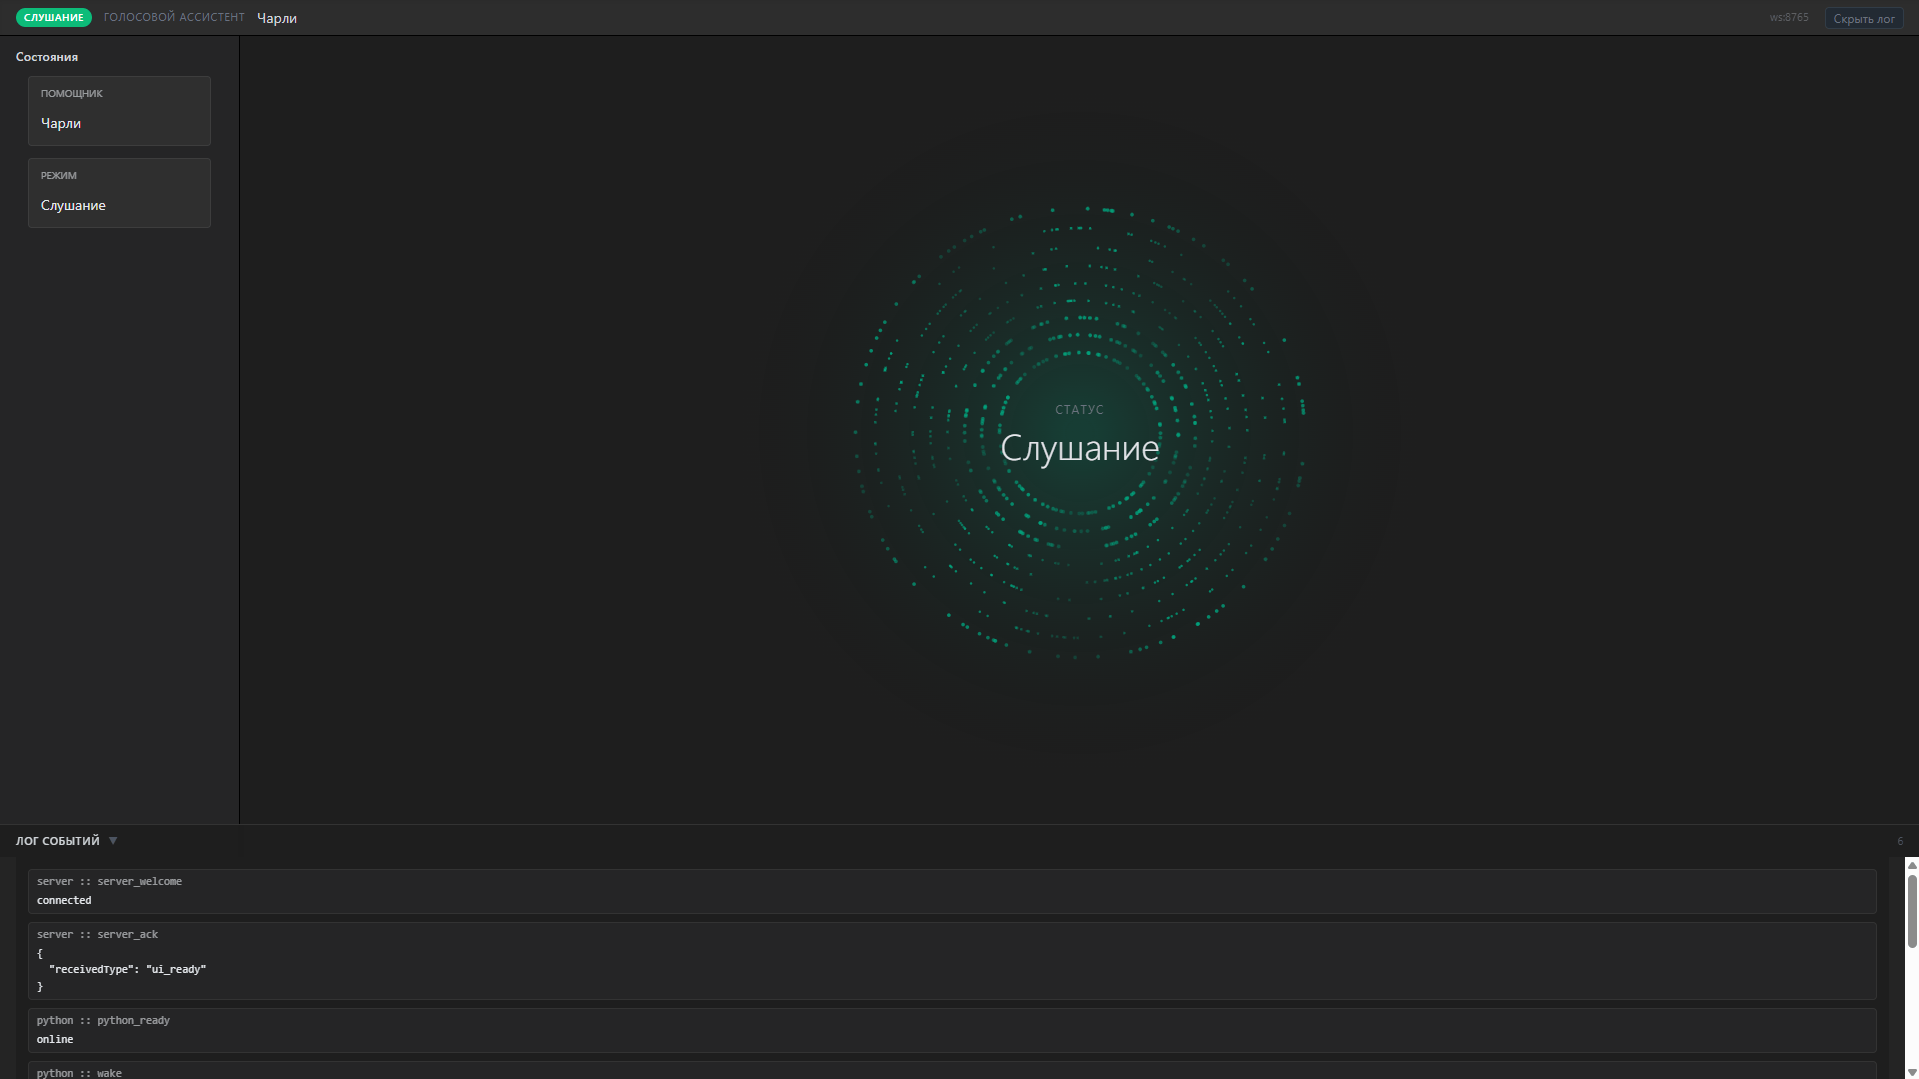 СЛУШАНИЕ ГОЛОСОВОЙ АССИСТЕНТ Чарли ws:8765 Скрыть лог
Состояния
ПОМОЩНИК
Чарли
РЕЖИМ
Слушание
СТАТУС
Слушание
ЛОГ СОБЫТИЙ ▼ 6
server :: server_welcome
connected
server :: server_ack
{
"receivedType": "ui_ready"
}
python :: python_ready
online
python :: wake